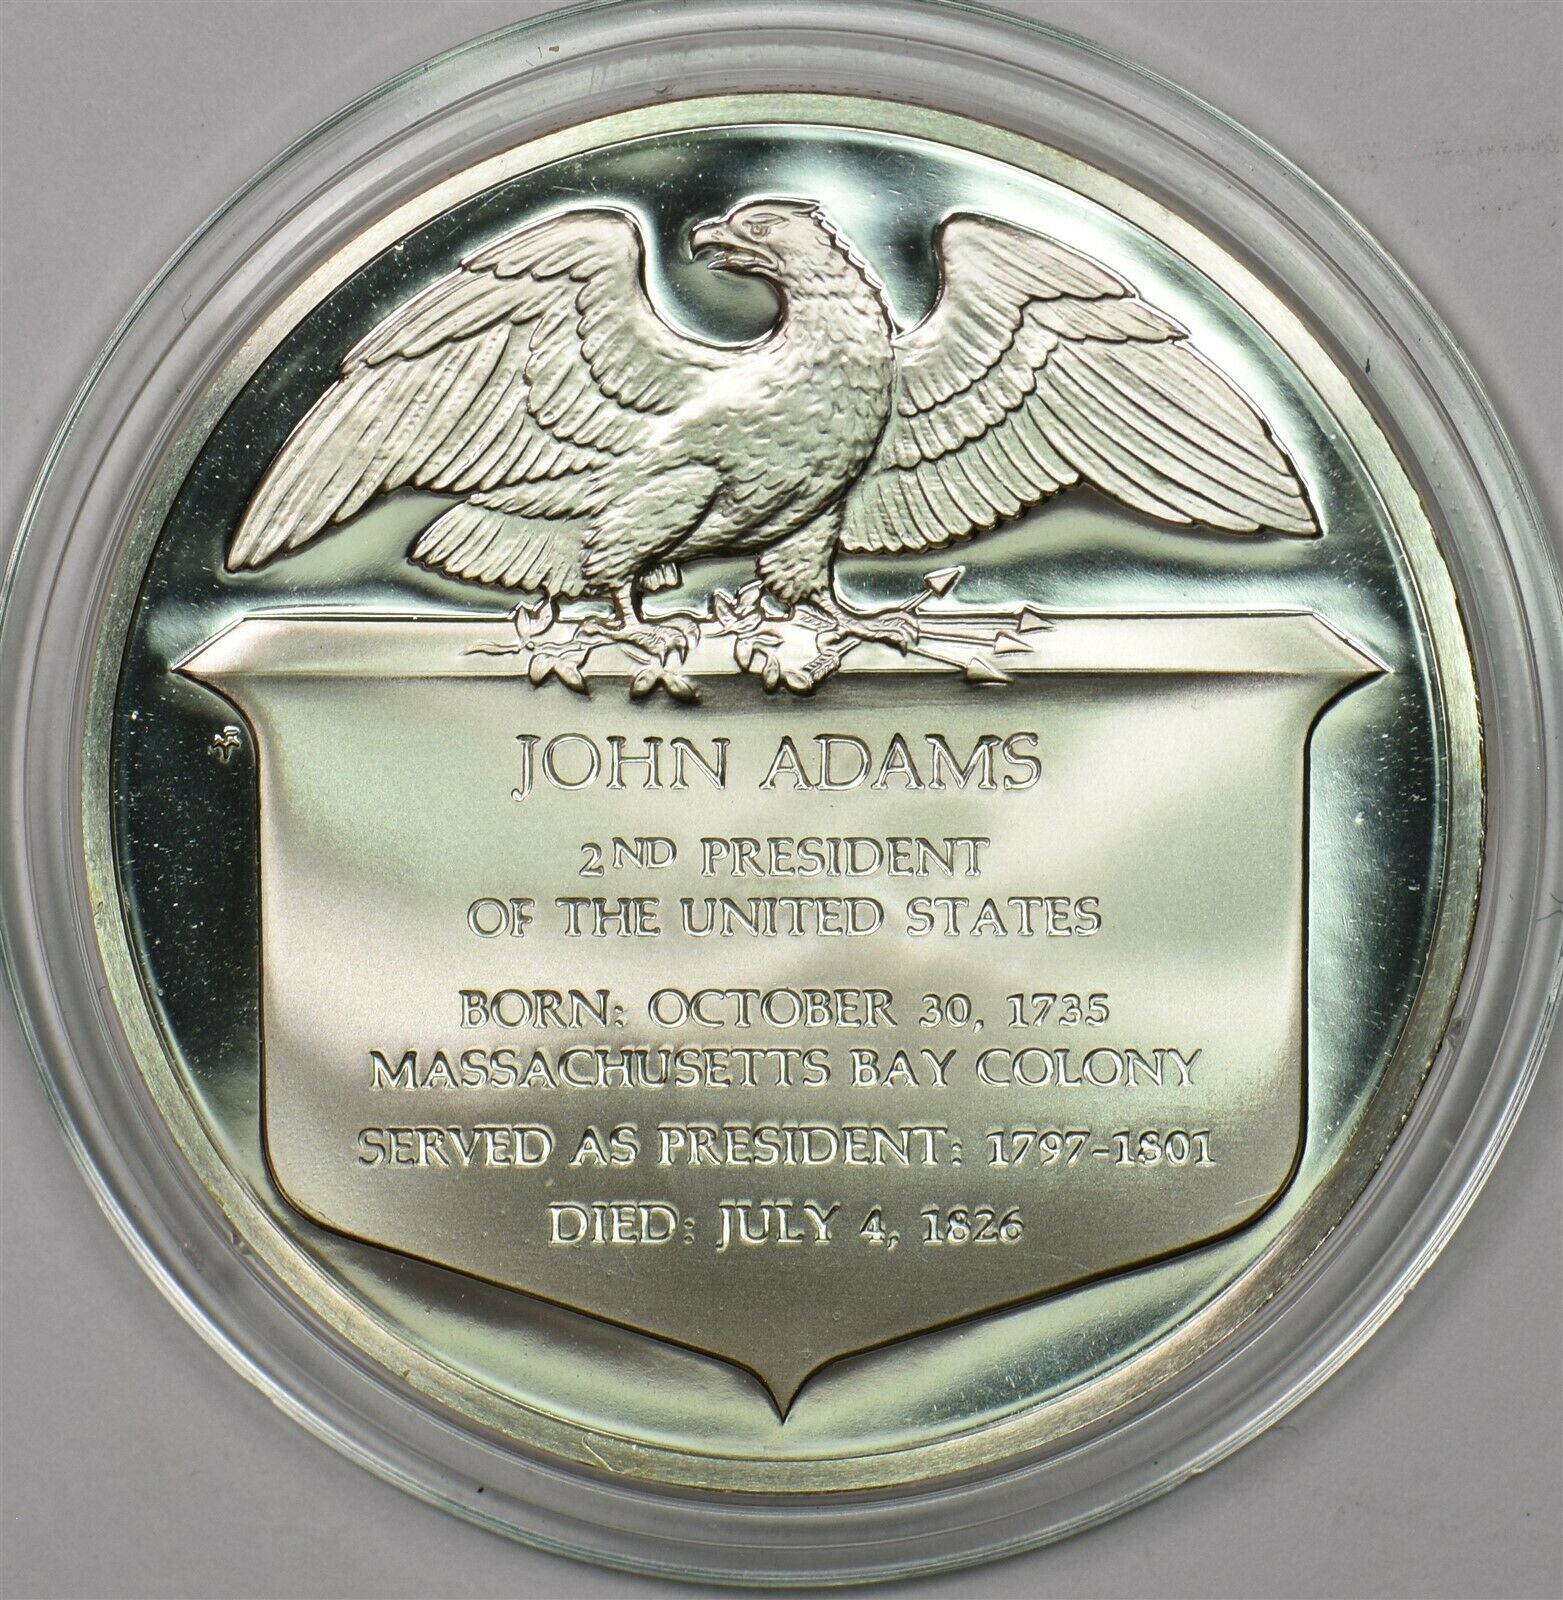 JOHN ADAMS
2ND PRESIDENT
OF THE UNITED STATES
BORN: OCTOBER 30, 1735
MASSACHUSETTS BAY COLONY
SERVED AS PRESIDENT: 1797-1801
DIED: JULY 4, 1826